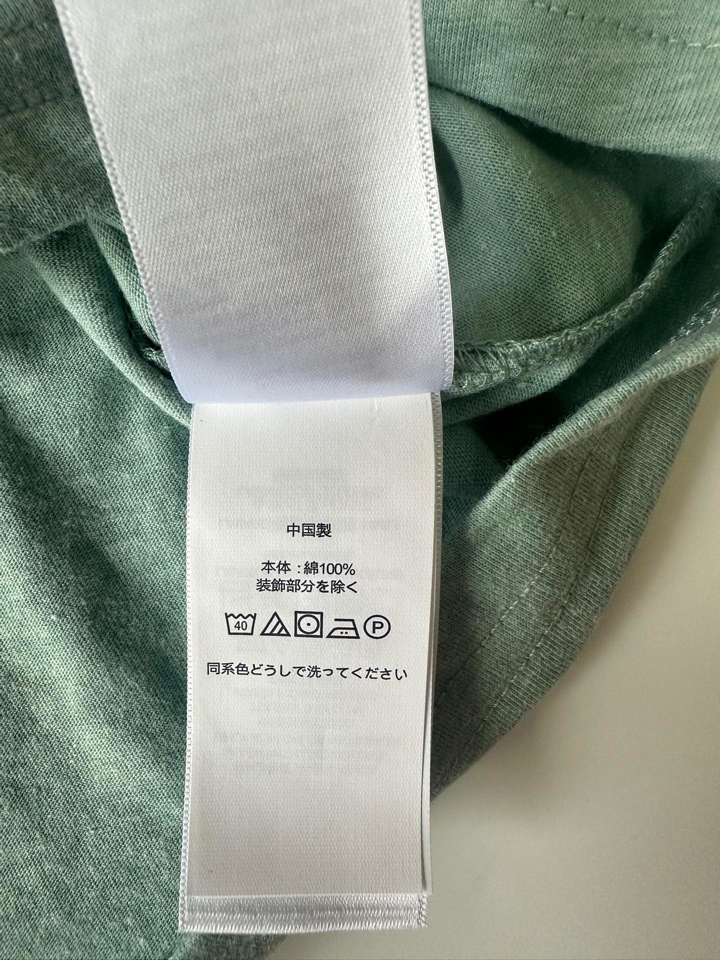 中国製
本体:綿100%
装飾部分を除く
40 P
同系色どうしで洗ってください